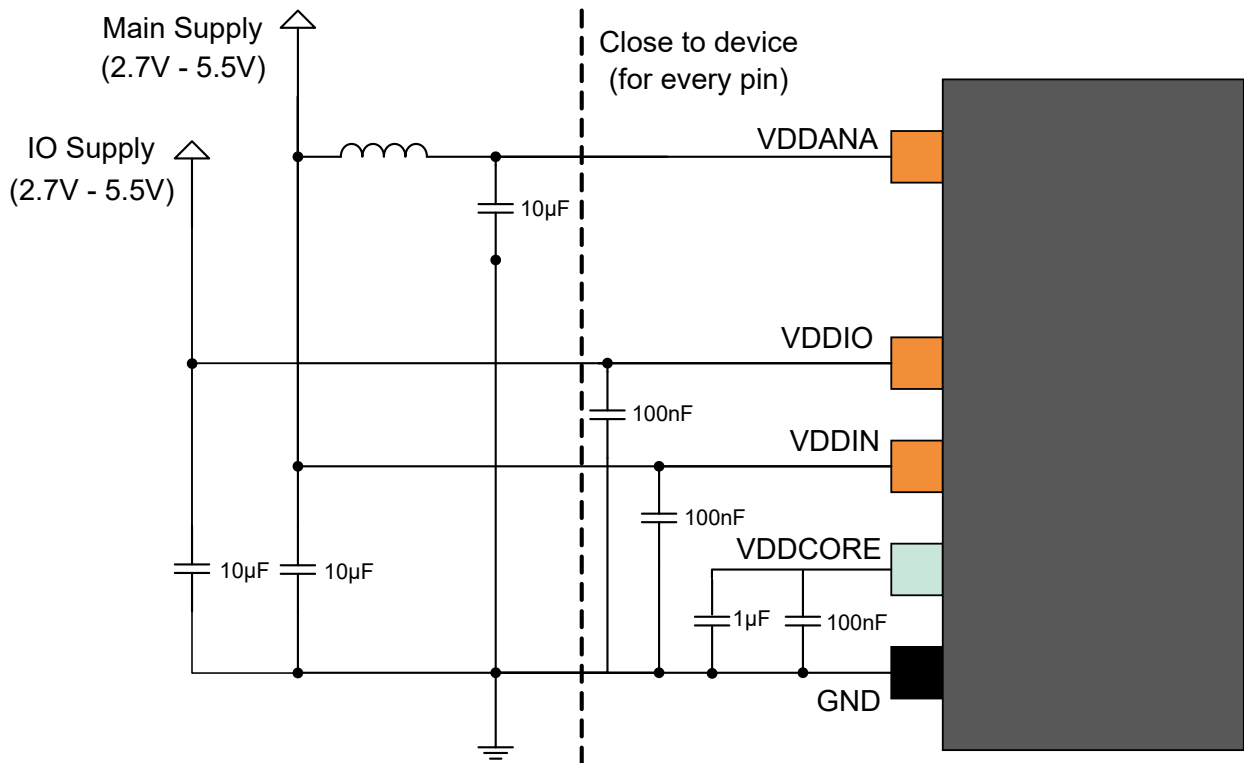 Main Supply
(2.7V - 5.5V)
Close to device
(for every pin)
IO Supply
(2.7V - 5.5V)
VDDANA
10µF
VDDIO
100nF
VDDIN
100nF
VDDCORE
10µF
10µF
1µF
100nF
GND